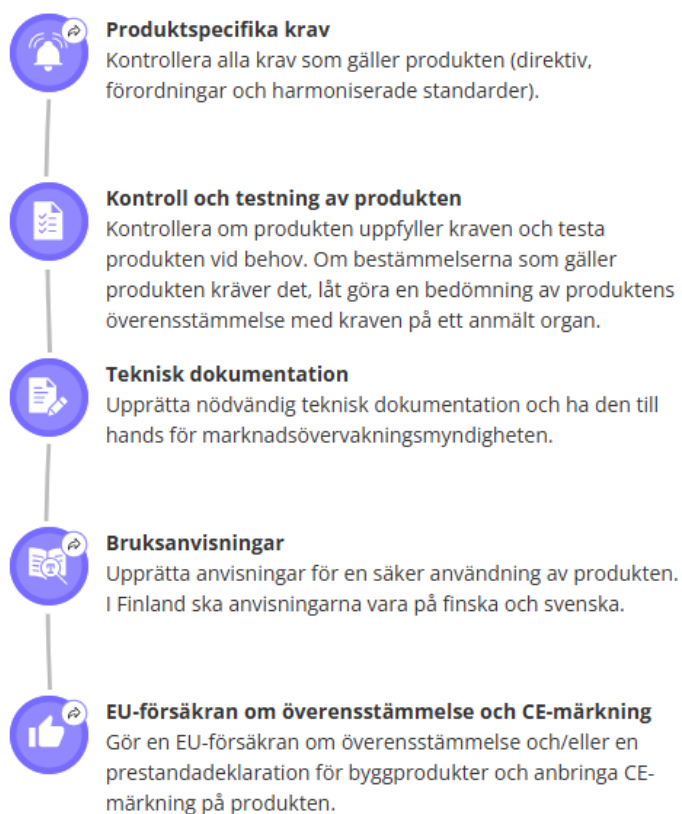 Produktspecifika krav
Kontrollera alla krav som gäller produkten (direktiv,
förordningar och harmoniserade standarder).
Kontroll och testning av produkten
Kontrollera om produkten uppfyller kraven och testa
produkten vid behov. Om bestämmelserna som gäller
produkten kräver det, låt göra en bedömning av produktens
överensstämmelse med kraven på ett anmält organ.
Teknisk dokumentation
Upprätta nödvändig teknisk dokumentation och ha den till
hands för marknadsövervakningsmyndigheten.
Bruksanvisningar
Upprätta anvisningar för en säker användning av produkten.
I Finland ska anvisningarna vara på finska och svenska.
EU-försäkran om överensstämmelse och CE-märkning
Gör en EU-försäkran om överensstämmelse och/eller en
prestandadeklaration för byggprodukter och anbringa CE-
märkning på produkten.